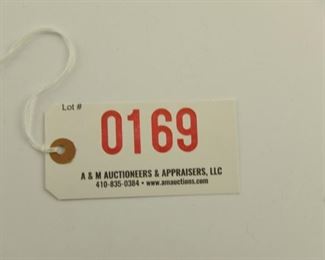 Lot #
0169
A & M AUCTIONEERS & APPRAISERS, LLC
410-835-0384 • www.amauctions.com